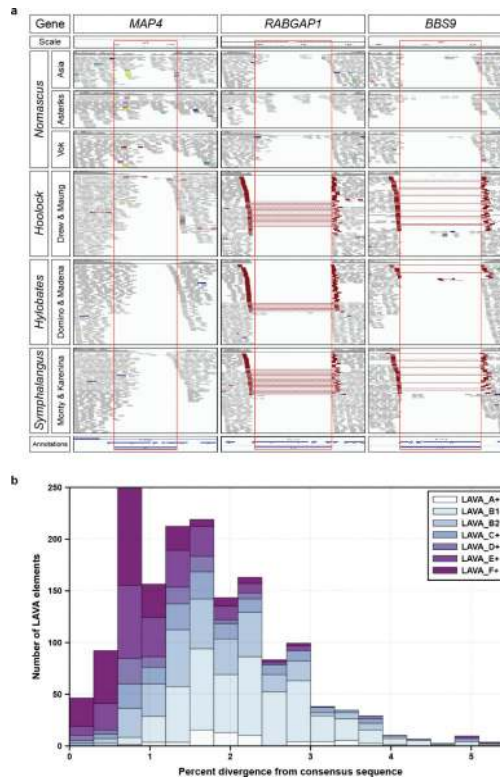 a
Gene MAP4 RABGAP1 BBS9
Scale
Nomascus
Asia
Asteriks
Vok
Hoolock
Drew & Maung
Hylobates
Domino & Madena
Symphalangus
Monty & Karenina
Annotations
b
Number of LAVA elements
250
200
150
100
50
0
0 1 2 3 4 5
Percent divergence from consensus sequence
LAVA_A+
LAVA_B1
LAVA_B2
LAVA_C+
LAVA_D+
LAVA_E+
LAVA_F+